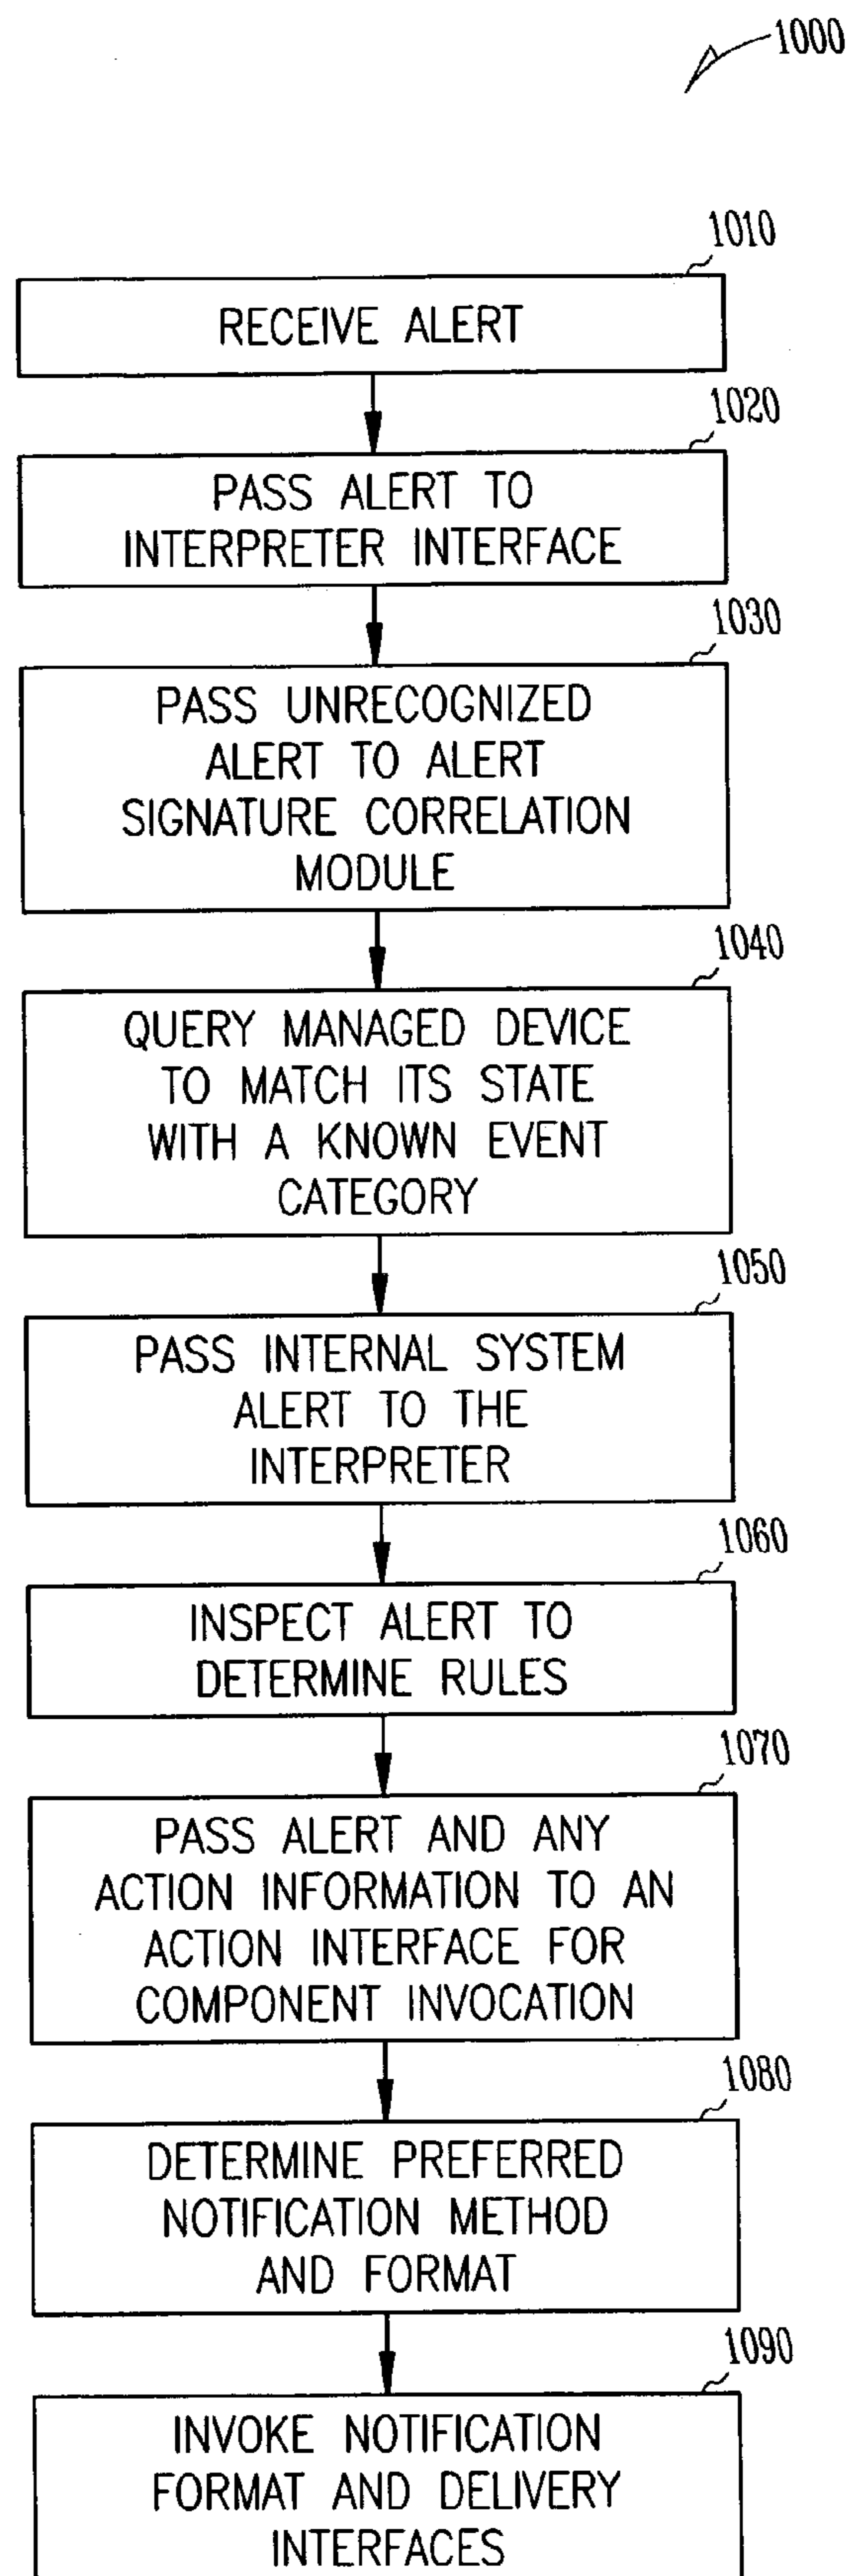 1000
1010
RECEIVE ALERT
1020
PASS ALERT TO
INTERPRETER INTERFACE
1030
PASS UNRECOGNIZED
ALERT TO ALERT
SIGNATURE CORRELATION
MODULE
1040
QUERY MANAGED DEVICE
TO MATCH ITS STATE
WITH A KNOWN EVENT
CATEGORY
1050
PASS INTERNAL SYSTEM
ALERT TO THE
INTERPRETER
1060
INSPECT ALERT TO
DETERMINE RULES
1070
PASS ALERT AND ANY
ACTION INFORMATION TO AN
ACTION INTERFACE FOR
COMPONENT INVOCATION
1080
DETERMINE PREFERRED
NOTIFICATION METHOD
AND FORMAT
1090
INVOKE NOTIFICATION
FORMAT AND DELIVERY
INTERFACES